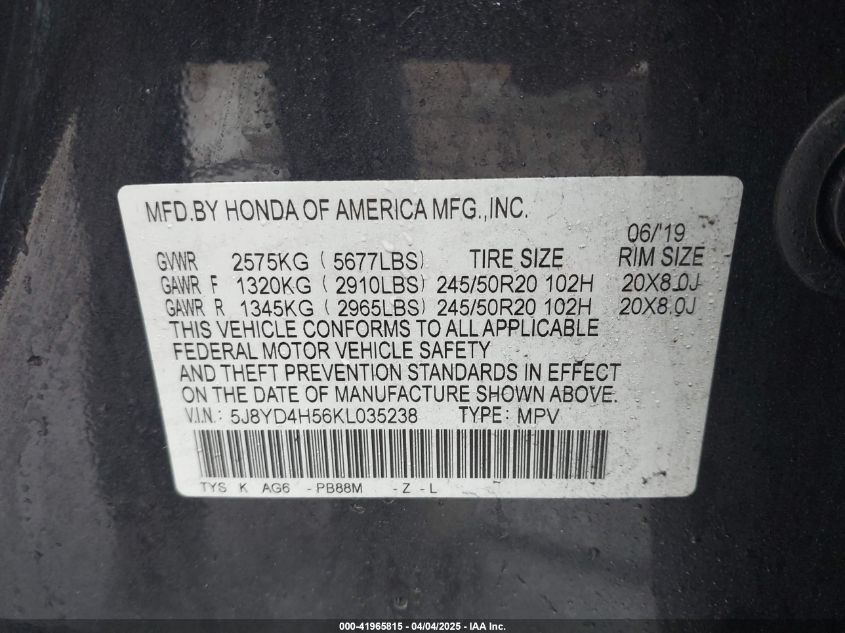 MFD.BY HONDA OF AMERICA MFG.,INC.
06/'19
GVWR 2575KG ( 5677LBS) TIRE SIZE RIM SIZE
GAWR F 1320KG ( 2910LBS) 245/50R20 102H 20X8.0J
GAWR R 1345KG ( 2965LBS) 245/50R20 102H 20X8.0J
THIS VEHICLE CONFORMS TO ALL APPLICABLE
FEDERAL MOTOR VEHICLE SAFETY
AND THEFT PREVENTION STANDARDS IN EFFECT
ON THE DATE OF MANUFACTURE SHOWN ABOVE.
V.I.N.: 5J8YD4H56KL035238 TYPE: MPV
TYS K AG6 - PB88M - Z - L
000-41965815 - 04/04/2025 - IAA Inc.